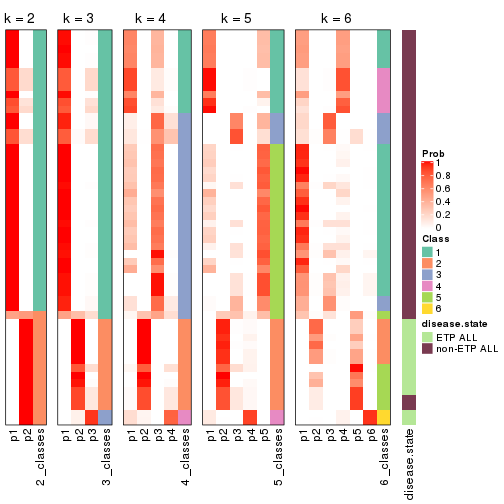 k = 2 k = 3 k = 4 k = 5 k = 6
Prob
1
0.8
0.6
0.4
0.2
0
Class
1
2
3
4
5
6
disease.state
ETP ALL
non-ETP ALL
p1 p2 2_classes p1 p2 p3 3_classes p1 p2 p3 p4 4_classes p1 p2 p3 p4 p5 5_classes p1 p2 p3 p4 p5 p6 6_classes disease.state